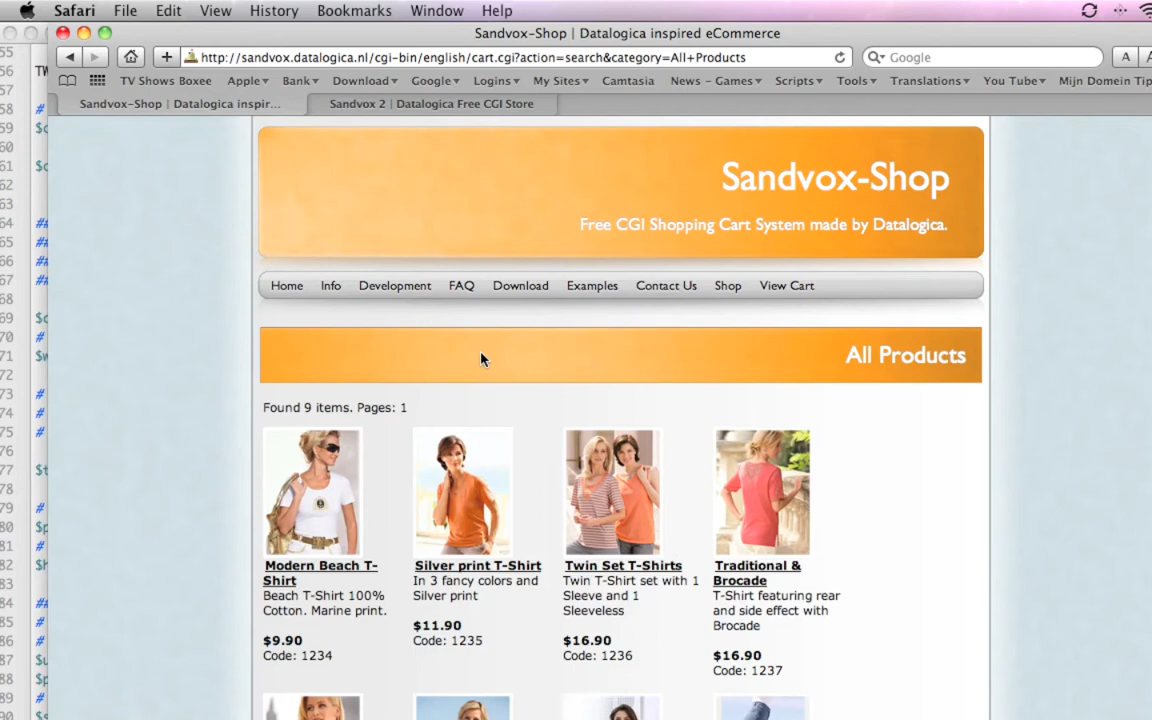 Safari File Edit View History Bookmarks Window Help
Sandvox-Shop | Datalogica inspired eCommerce
http://sandvox.datalogica.nl/cgi-bin/english/cart.cgi?action=search&category=All+Products
Google
A
TV Shows Boxee Apple Bank Download Google Logins My Sites Camtasia News - Games Scripts Tools Translations You Tube Mijn Domein Tip
Sandvox-Shop | Datalogica inspir...
Sandvox 2 | Datalogica Free CGI Store
Sandvox-Shop
Free CGI Shopping Cart System made by Datalogica.
Home Info Development FAQ Download Examples Contact Us Shop View Cart
All Products
Found 9 items. Pages: 1
Modern Beach T-
Shirt
Beach T-Shirt 100%
Cotton. Marine print.
$9.90
Code: 1234
Silver print T-Shirt
In 3 fancy colors and
Silver print
$11.90
Code: 1235
Twin Set T-Shirts
Twin T-Shirt set with 1
Sleeve and 1
Sleeveless
$16.90
Code: 1236
Traditional &
Brocade
T-Shirt featuring rear
and side effect with
Brocade
$16.90
Code: 1237